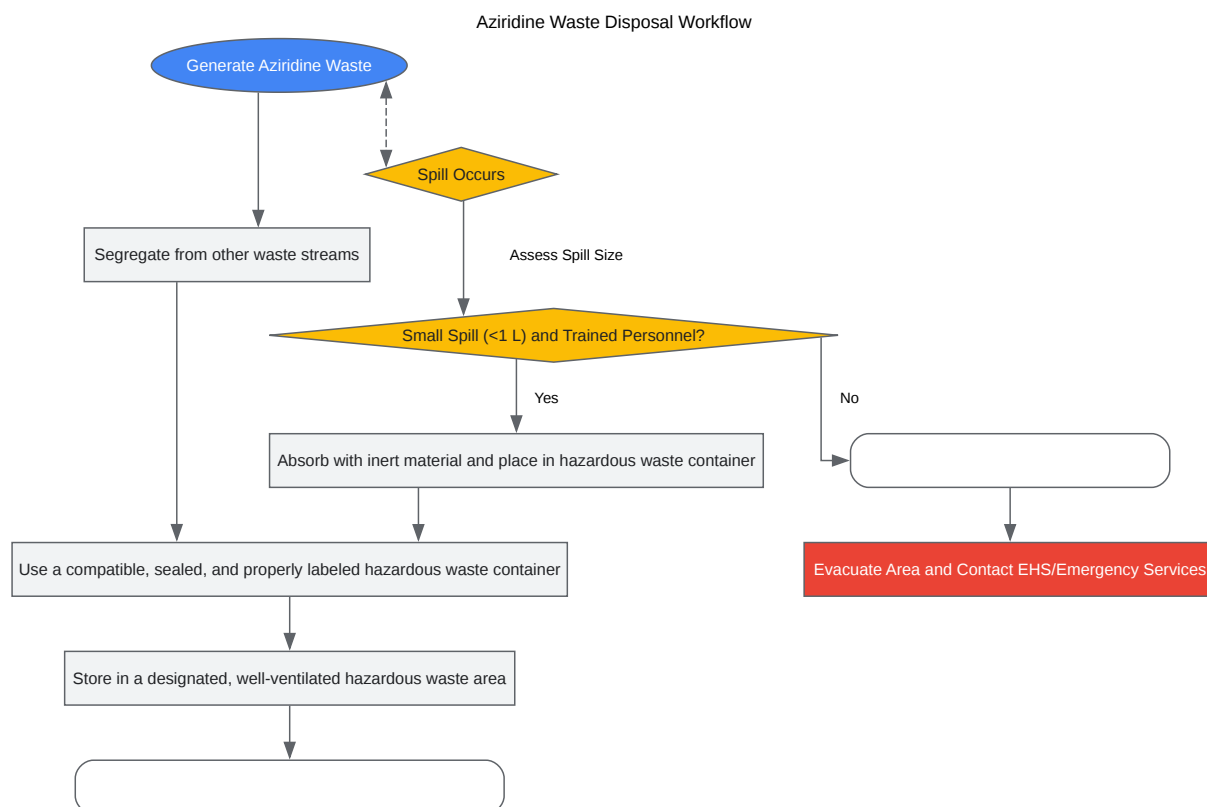 Aziridine Waste Disposal Workflow
Generate Aziridine Waste
Spill Occurs
Segregate from other waste streams
Assess Spill Size
Small Spill (<1 L) and Trained Personnel?
Yes
No
Absorb with inert material and place in hazardous waste container
Use a compatible, sealed, and properly labeled hazardous waste container
Evacuate Area and Contact EHS/Emergency Services
Store in a designated, well-ventilated hazardous waste area